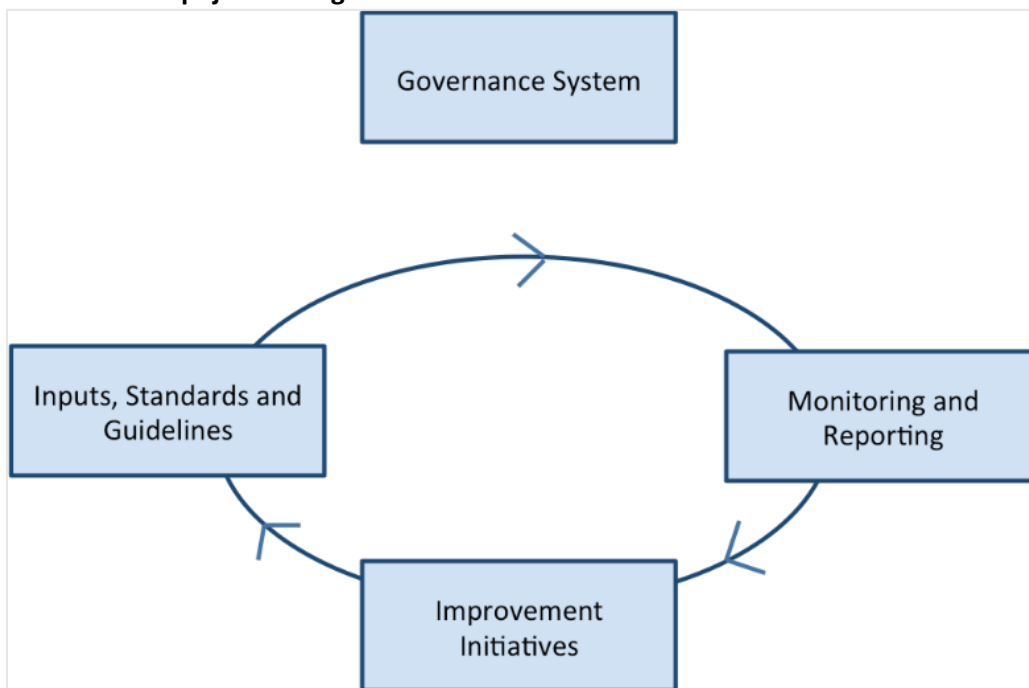 Governance System
Inputs, Standards and
Guidelines
Monitoring and
Reporting
Improvement
Initiatives